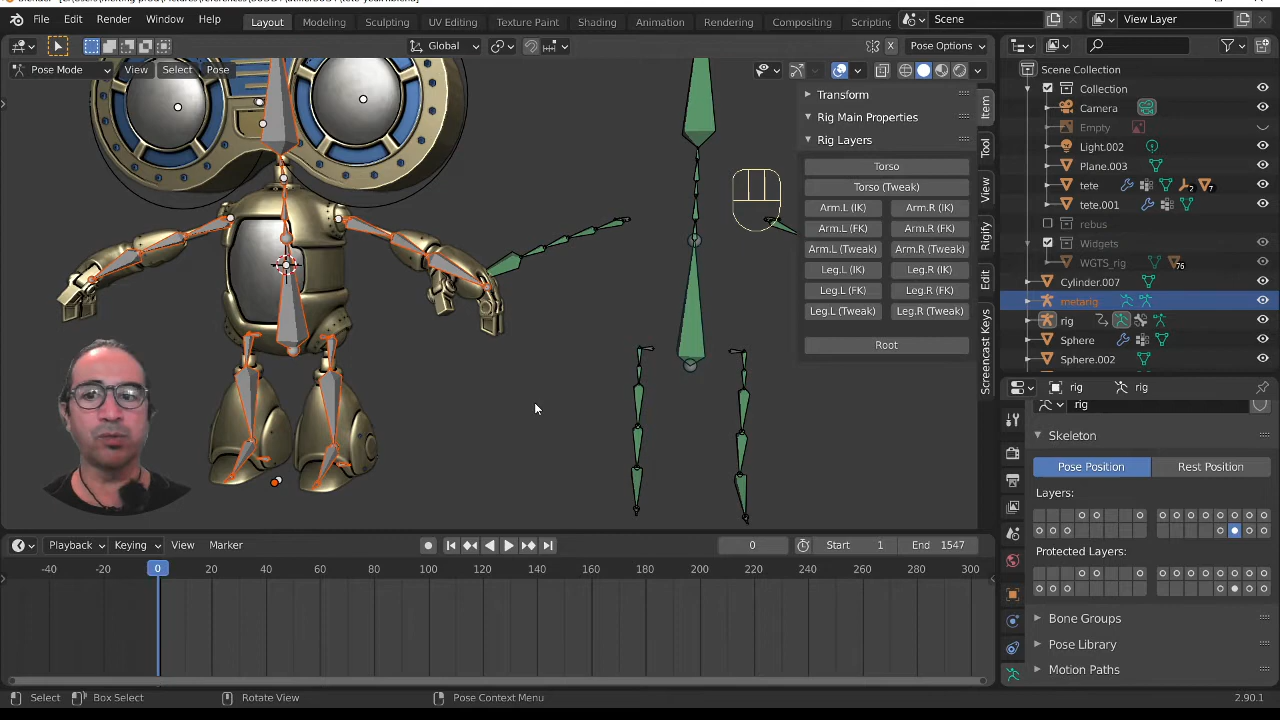 File Edit Render Window Help
Layout Modeling Sculpting UV Editing Texture Paint Shading Animation Rendering Compositing Scripting
Scene View Layer
Global Pose Options
Pose Mode View Select Pose
X
Transform
Rig Main Properties
Rig Layers
Torso
Torso (Tweak)
Arm.L (IK) Arm.R (IK)
Arm.L (FK) Arm.R (FK)
Arm.L (Tweak) Arm.R (Tweak)
Leg.L (IK) Leg.R (IK)
Leg.L (FK) Leg.R (FK)
Leg.L (Tweak) Leg.R (Tweak)
Root
Item
Tool
View
Rigify
Edit
Screencast Keys
Scene Collection
Collection
Camera
Empty
Light.002
Plane.003
tete 2 7
tete.001
rebus
Widgets
WGTS_rig 76
Cylinder.007
metarig
rig
Sphere
Sphere.002
rig rig
rig
Skeleton
Pose Position Rest Position
Layers:
Protected Layers:
Bone Groups
Pose Library
Motion Paths
Playback Keying View Marker
0 Start 1 End 1547
-40 -20 0 20 40 60 80 100 120 140 160 180 200 220 240 260 280 300
Select Box Select Rotate View Pose Context Menu
2.90.1